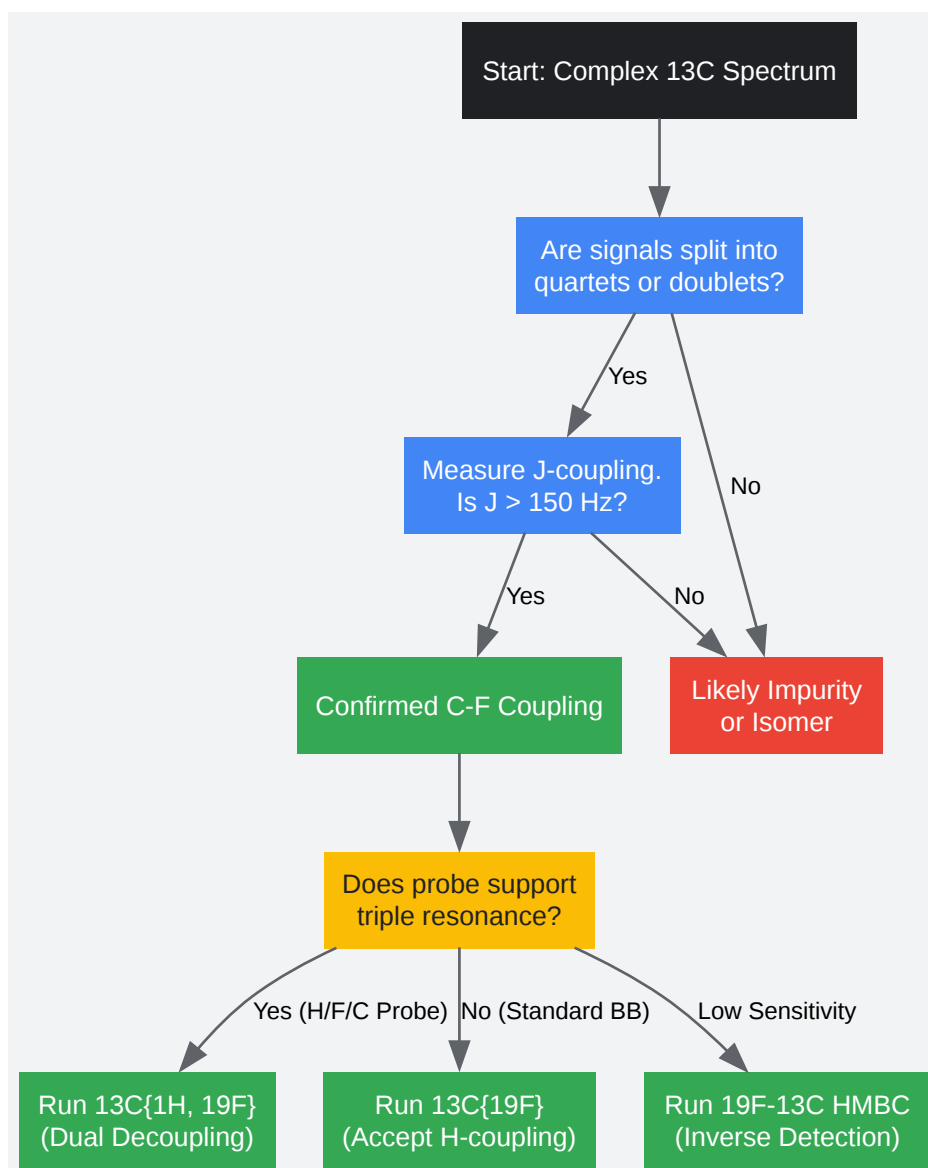 Start: Complex 13C Spectrum
Are signals split into
quartets or doublets?
Yes
No
Measure J-coupling.
Is J > 150 Hz?
Yes
No
Confirmed C-F Coupling
Likely Impurity
or Isomer
Does probe support
triple resonance?
Yes (H/F/C Probe)
No (Standard BB)
Low Sensitivity
Run 13C{1H, 19F}
(Dual Decoupling)
Run 13C{19F}
(Accept H-coupling)
Run 19F-13C HMBC
(Inverse Detection)